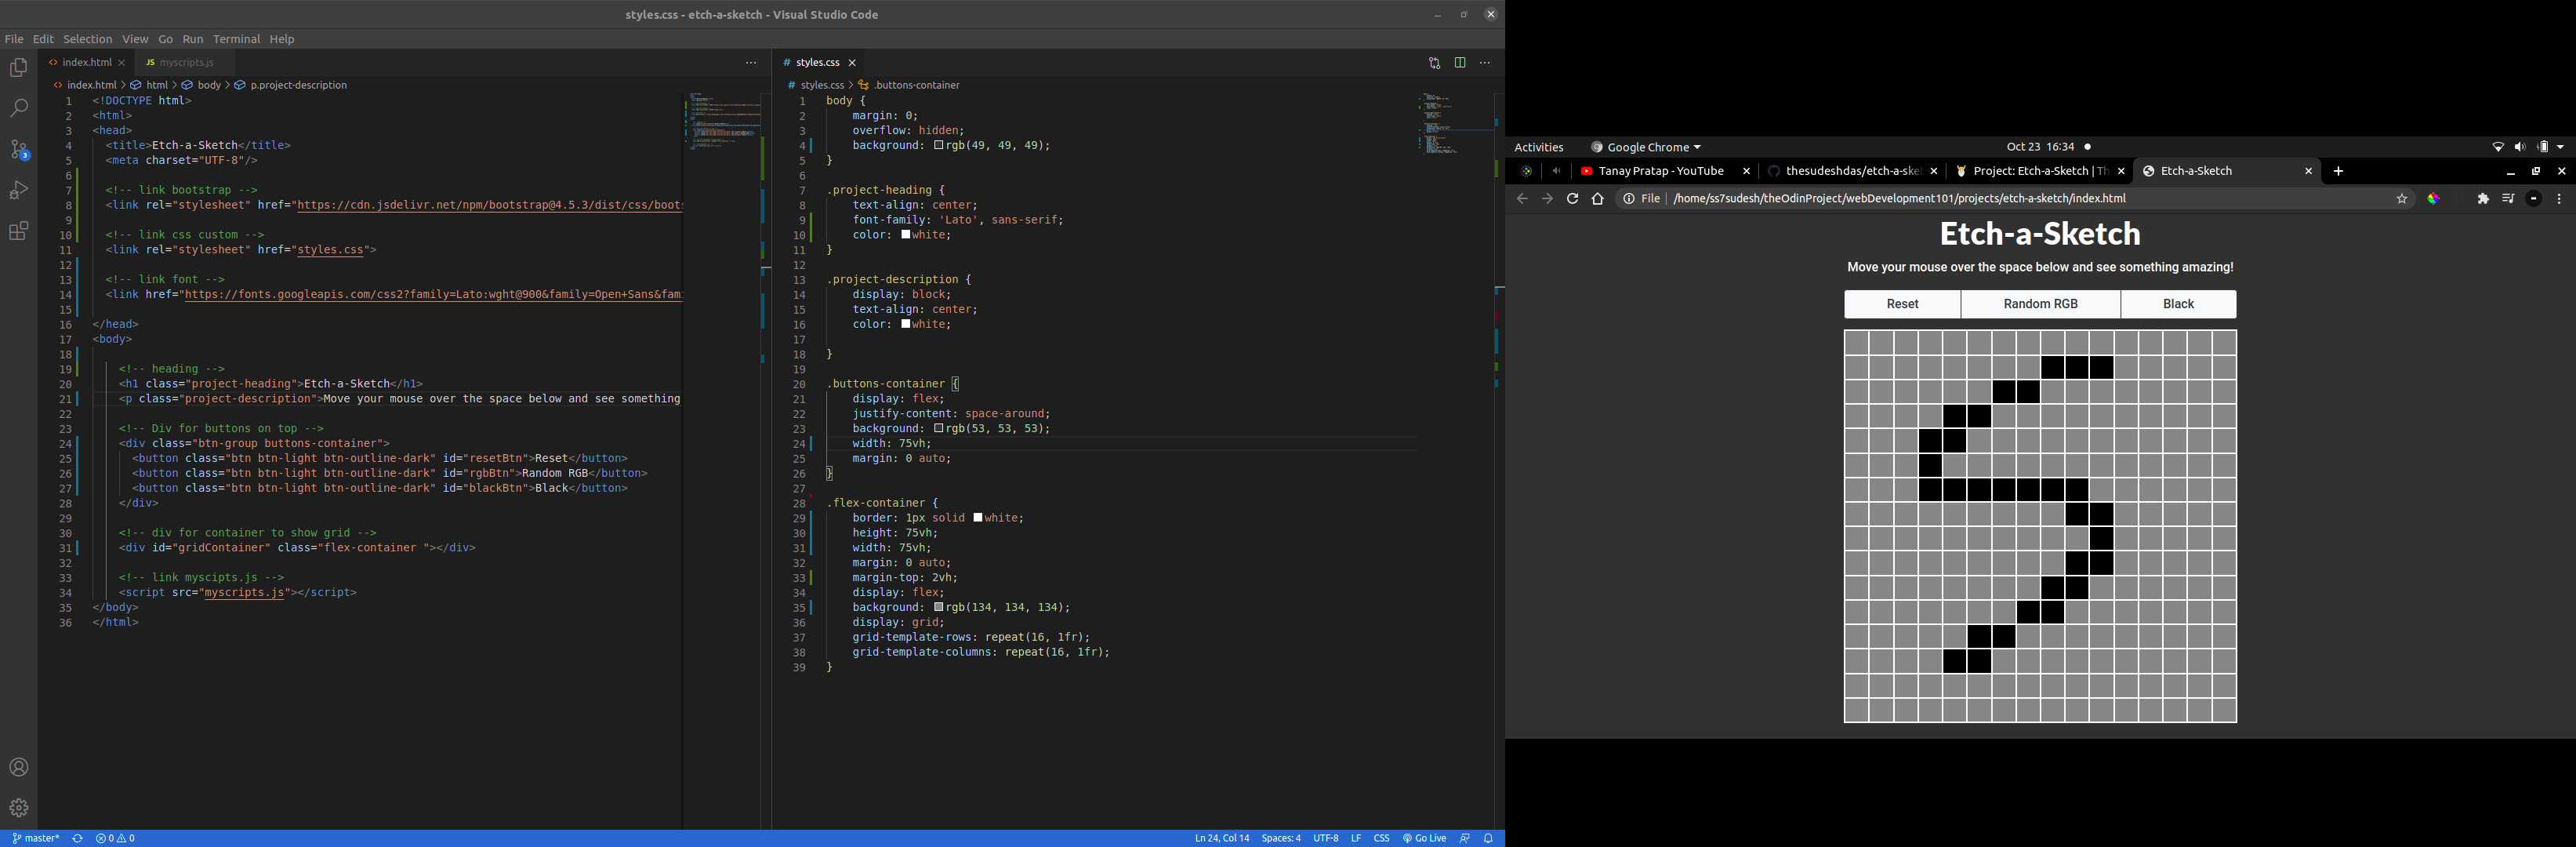 styles.css - etch-a-sketch - Visual Studio Code
File Edit Selection View Go Run Terminal Help
index.html
JS myscripts.js
index.html > html > body > p.project-description
1 <!DOCTYPE html>
2 <html>
3 <head>
4 <title>Etch-a-Sketch</title>
5 <meta charset="UTF-8"/>
6
7 <!-- link bootstrap -->
8 <link rel="stylesheet" href="https://cdn.jsdelivr.net/npm/bootstrap@4.5.3/dist/css/boots
9
10 <!-- link css custom -->
11 <link rel="stylesheet" href="styles.css">
12
13 <!-- link font -->
14 <link href="https://fonts.googleapis.com/css2?family=Lato:wght@900&family=Open+Sans&fami
15
16 </head>
17 <body>
18
19 <!-- heading -->
20 <h1 class="project-heading">Etch-a-Sketch</h1>
21 <p class="project-description">Move your mouse over the space below and see something
22
23 <!-- Div for buttons on top -->
24 <div class="btn-group buttons-container">
25 <button class="btn btn-light btn-outline-dark" id="resetBtn">Reset</button>
26 <button class="btn btn-light btn-outline-dark" id="rgbBtn">Random RGB</button>
27 <button class="btn btn-light btn-outline-dark" id="blackBtn">Black</button>
28 </div>
29
30 <!-- div for container to show grid -->
31 <div id="gridContainer" class="flex-container "></div>
32
33 <!-- link myscipts.js -->
34 <script src="myscripts.js"></script>
35 </body>
36 </html>
3
# styles.css
# styles.css > .buttons-container
1 body {
2 margin: 0;
3 overflow: hidden;
4 background: rgb(49, 49, 49);
5 }
6
7 .project-heading {
8 text-align: center;
9 font-family: 'Lato', sans-serif;
10 color: white;
11 }
12
13 .project-description {
14 display: block;
15 text-align: center;
16 color: white;
17
18 }
19
20 .buttons-container {
21 display: flex;
22 justify-content: space-around;
23 background: rgb(53, 53, 53);
24 width: 75vh;
25 margin: 0 auto;
26 }
27
28 .flex-container {
29 border: 1px solid white;
30 height: 75vh;
31 width: 75vh;
32 margin: 0 auto;
33 margin-top: 2vh;
34 display: flex;
35 background: rgb(134, 134, 134);
36 display: grid;
37 grid-template-rows: repeat(16, 1fr);
38 grid-template-columns: repeat(16, 1fr);
39 }
master* 0 0
Ln 24, Col 14 Spaces: 4 UTF-8 LF CSS Go Live
Activities Google Chrome Oct 23 16:34
Tanay Pratap - YouTube
thesudeshdas/etch-a-ske
Project: Etch-a-Sketch | Th
Etch-a-Sketch
File | /home/ss7sudesh/theOdinProject/webDevelopment101/projects/etch-a-sketch/index.html
Etch-a-Sketch
Move your mouse over the space below and see something amazing!
Reset Random RGB Black